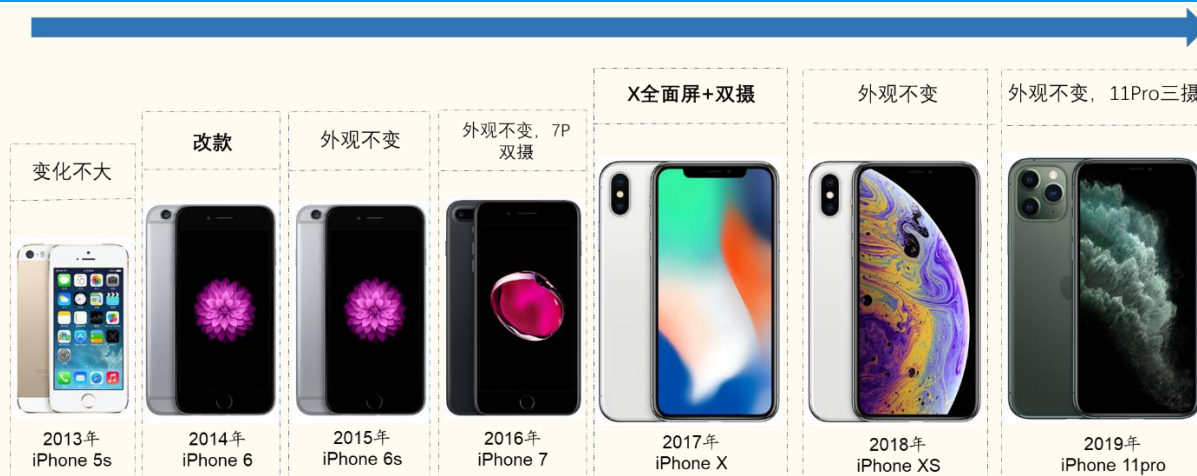 变化不大
改款
外观不变
外观不变，7P
双摄
X全面屏+双摄
外观不变
外观不变，11Pro三摄
2013年
iPhone 5s
2014年
iPhone 6
2015年
iPhone 6s
2016年
iPhone 7
2017年
iPhone X
2018年
iPhone XS
2019年
iPhone 11pro